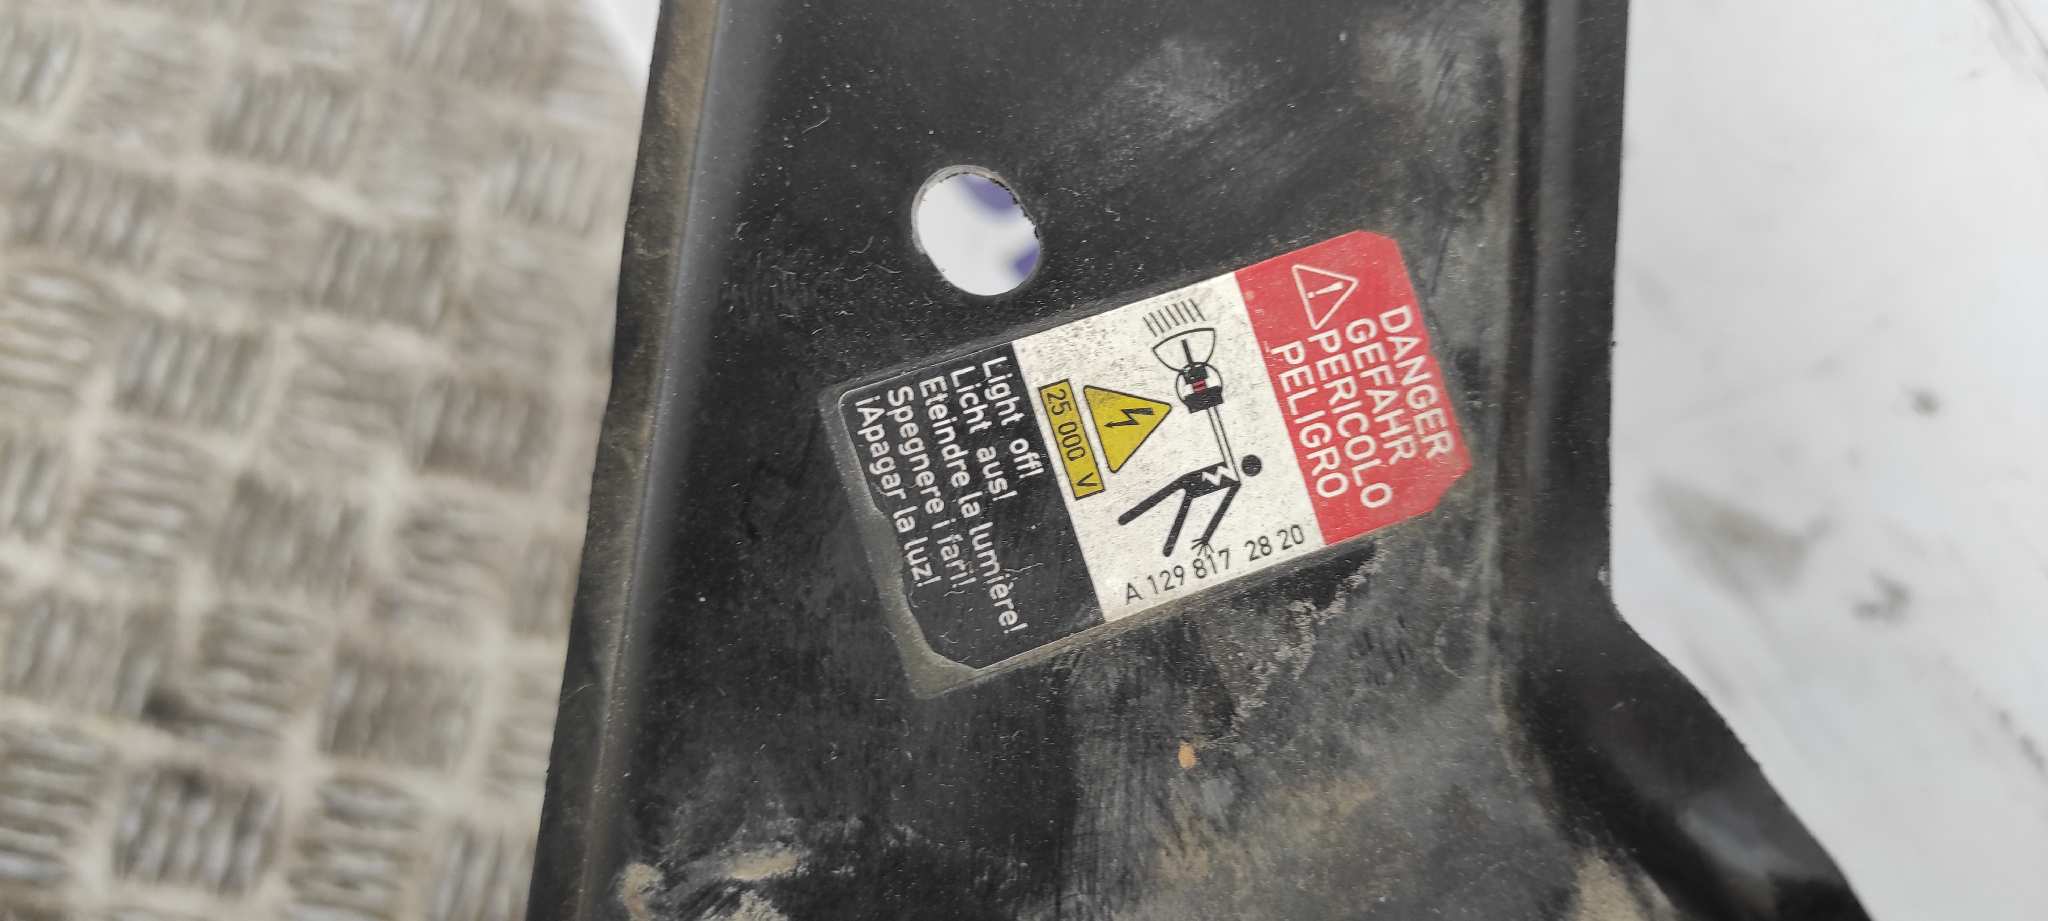 DANGER
GEFAHR
PERICOLO
PELIGRO
A 129 817 28 20
25 000 V
Light off!
Licht aus!
Eteindre la lumière!
Spegnere i fari!
¡Apagar la luz!